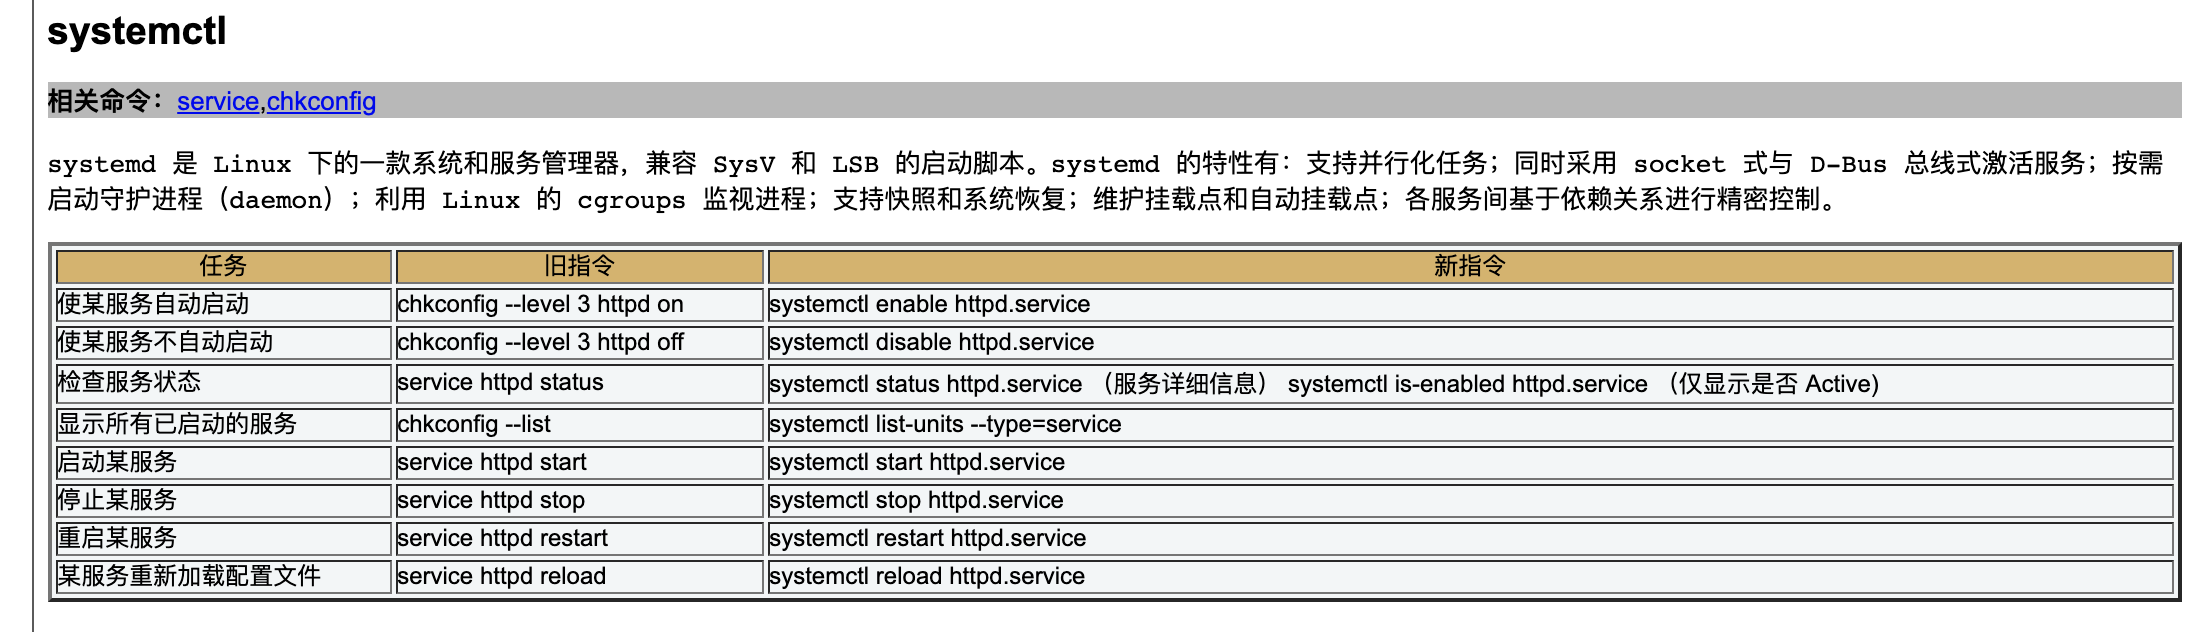 systemctl
相关命令：service,chkconfig
systemd 是 Linux 下的一款系统和服务管理器，兼容 SysV 和 LSB 的启动脚本。systemd 的特性有：支持并行化任务；同时采用 socket 式与 D-Bus 总线式激活服务；按需
启动守护进程（daemon）；利用 Linux 的 cgroups 监视进程；支持快照和系统恢复；维护挂载点和自动挂载点；各服务间基于依赖关系进行精密控制。
任务 旧指令 新指令
使某服务自动启动 chkconfig --level 3 httpd on systemctl enable httpd.service
使某服务不自动启动 chkconfig --level 3 httpd off systemctl disable httpd.service
检查服务状态 service httpd status systemctl status httpd.service （服务详细信息） systemctl is-enabled httpd.service （仅显示是否 Active)
显示所有已启动的服务 chkconfig --list systemctl list-units --type=service
启动某服务 service httpd start systemctl start httpd.service
停止某服务 service httpd stop systemctl stop httpd.service
重启某服务 service httpd restart systemctl restart httpd.service
某服务重新加载配置文件 service httpd reload systemctl reload httpd.service